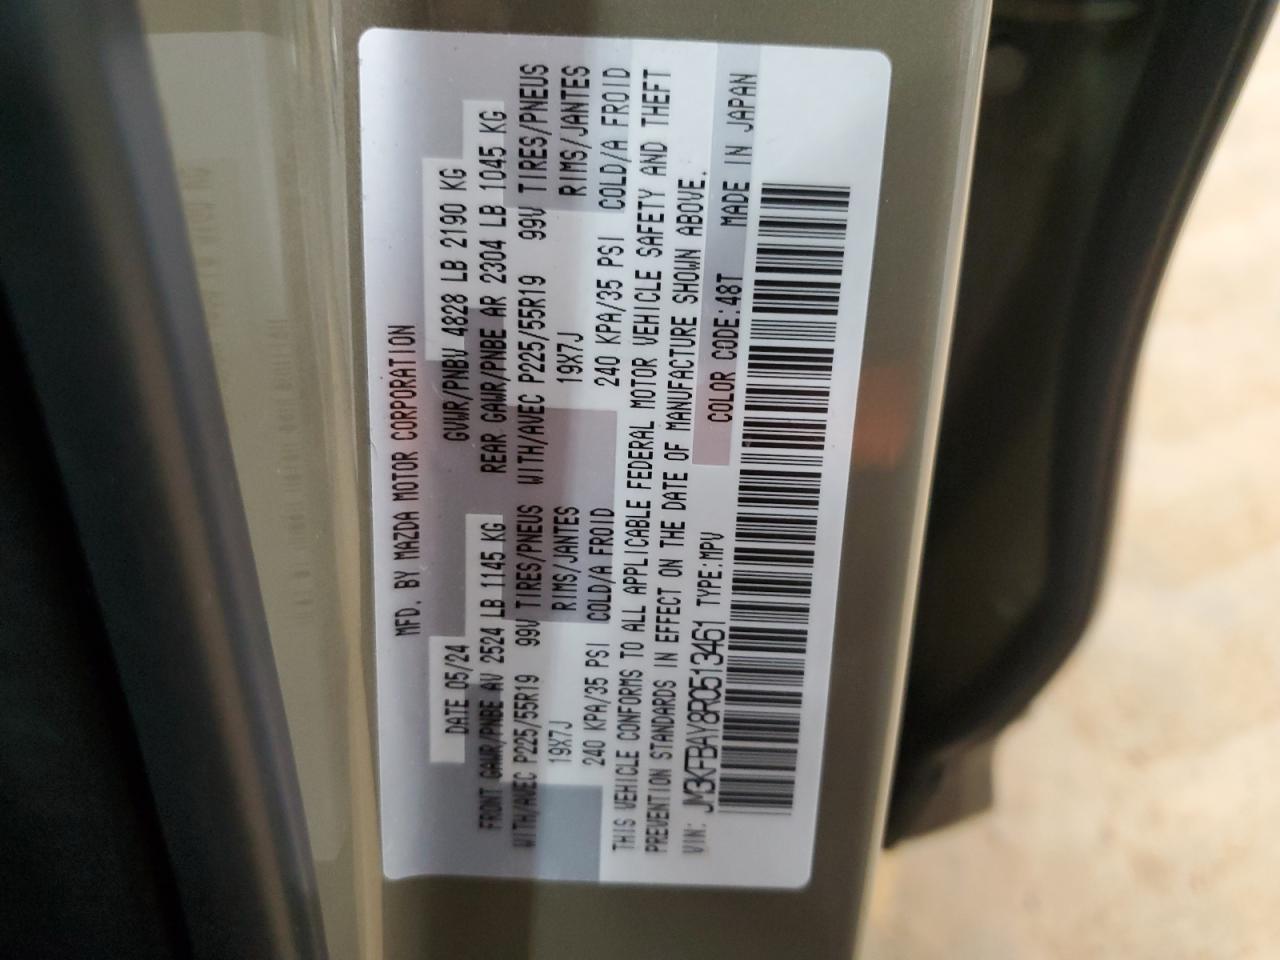 MFD. BY MAZDA MOTOR CORPORATION
DATE 05/24 GVWR/PNBV 4828 LB 2190 KG
FRONT GAWR/PNBE AV 2524 LB 1145 KG REAR GAWR/PNBE AR 2304 LB 1045 KG
WITH/AVEC P225/55R19 99V TIRES/PNEUS WITH/AVEC P225/55R19 99V TIRES/PNEUS
19X7J RIMS/JANTES 19X7J RIMS/JANTES
240 KPA/35 PSI COLD/A FROID 240 KPA/35 PSI COLD/A FROID
THIS VEHICLE CONFORMS TO ALL APPLICABLE FEDERAL MOTOR VEHICLE SAFETY AND THEFT
PREVENTION STANDARDS IN EFFECT ON THE DATE OF MANUFACTURE SHOWN ABOVE.
VIN: JM3KFBAY8R0513461 TYPE:MPV COLOR CODE:48T MADE IN JAPAN